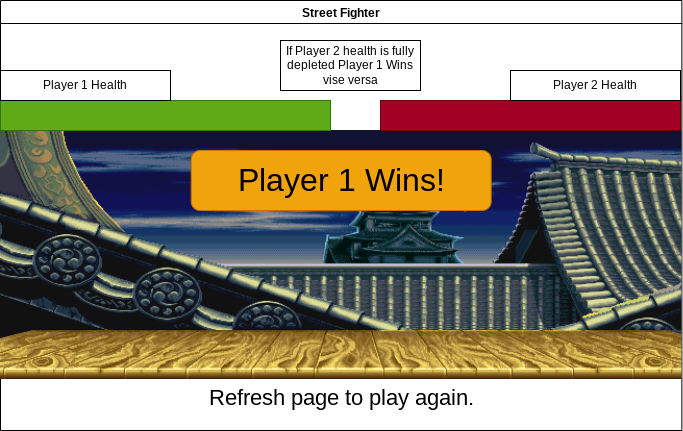 Street Fighter
If Player 2 health is fully
depleted Player 1 Wins
vise versa
Player 1 Health
Player 2 Health
Player 1 Wins!
Refresh page to play again.